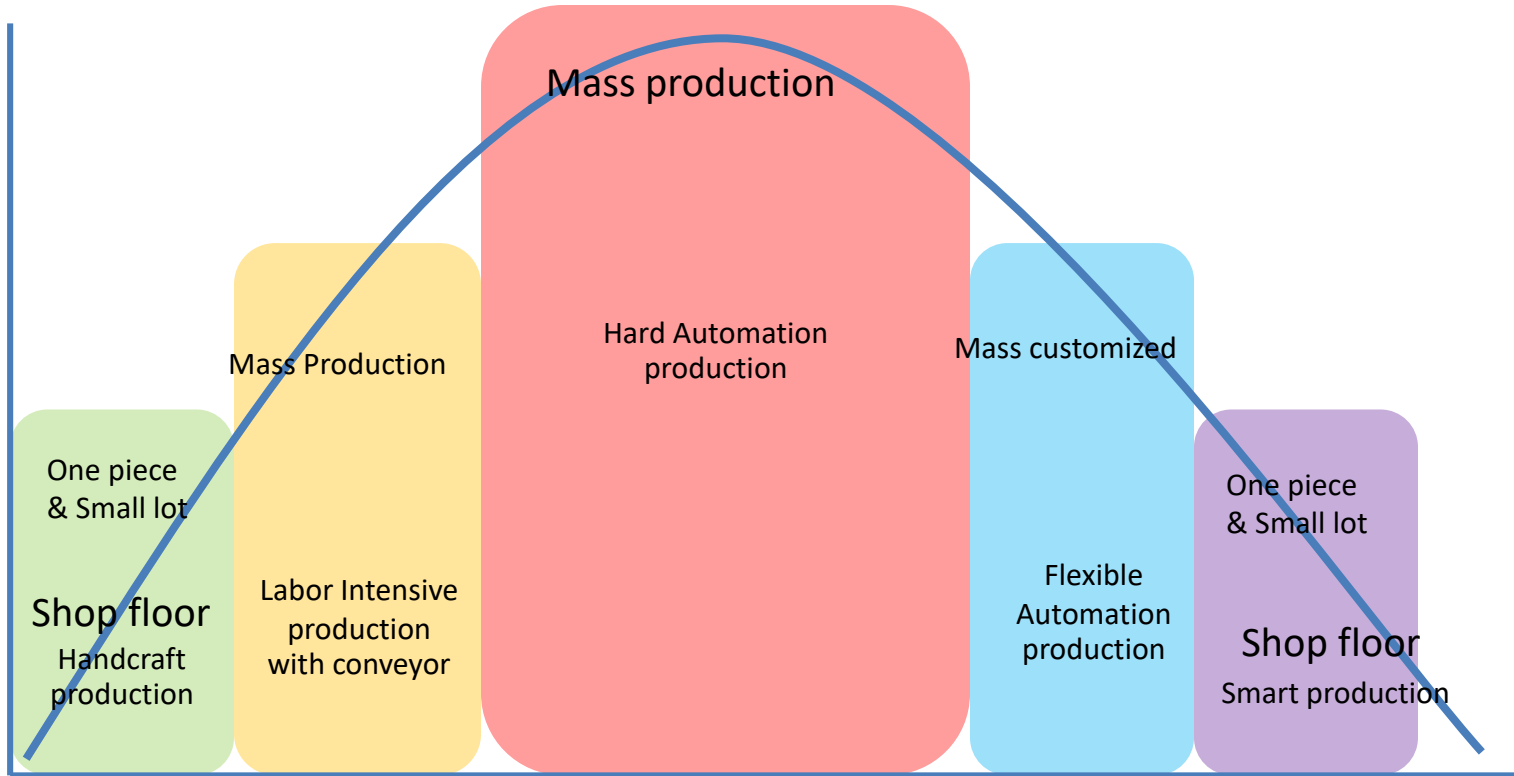 Mass production
Hard Automation
production
Mass Production
Mass customized
One piece
& Small lot
Shop floor
Handcraft
production
Labor Intensive
production
with conveyor
Flexible
Automation
production
One piece
& Small lot
Shop floor
Smart production